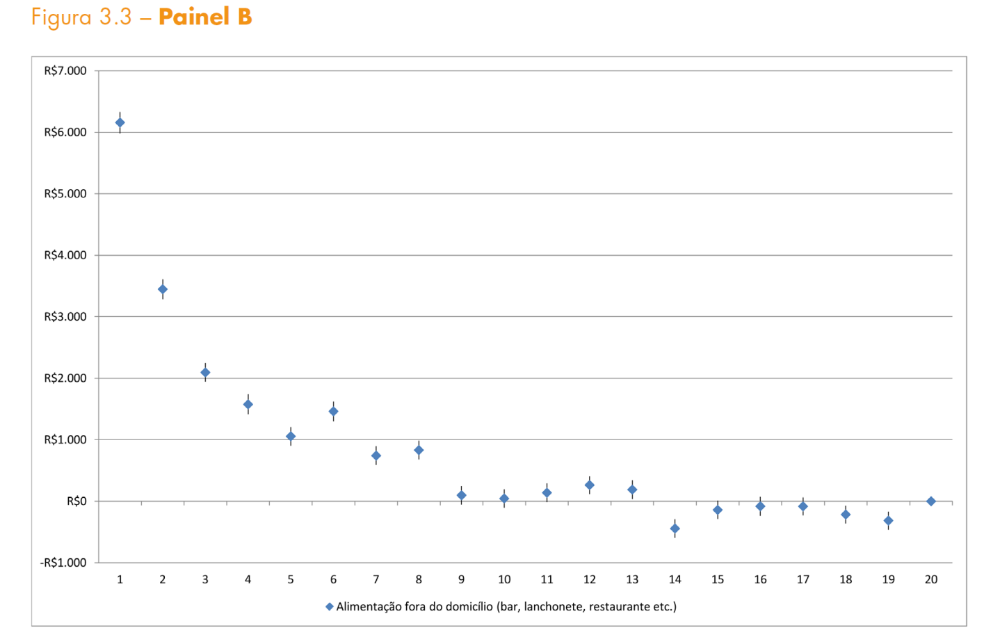 Figura 3.3 – Painel B
R$7.000
R$6.000
R$5.000
R$4.000
R$3.000
R$2.000
R$1.000
R$0
-R$1.000
1 2 3 4 5 6 7 8 9 10 11 12 13 14 15 16 17 18 19 20
Alimentação fora do domicílio (bar, lanchonete, restaurante etc.)